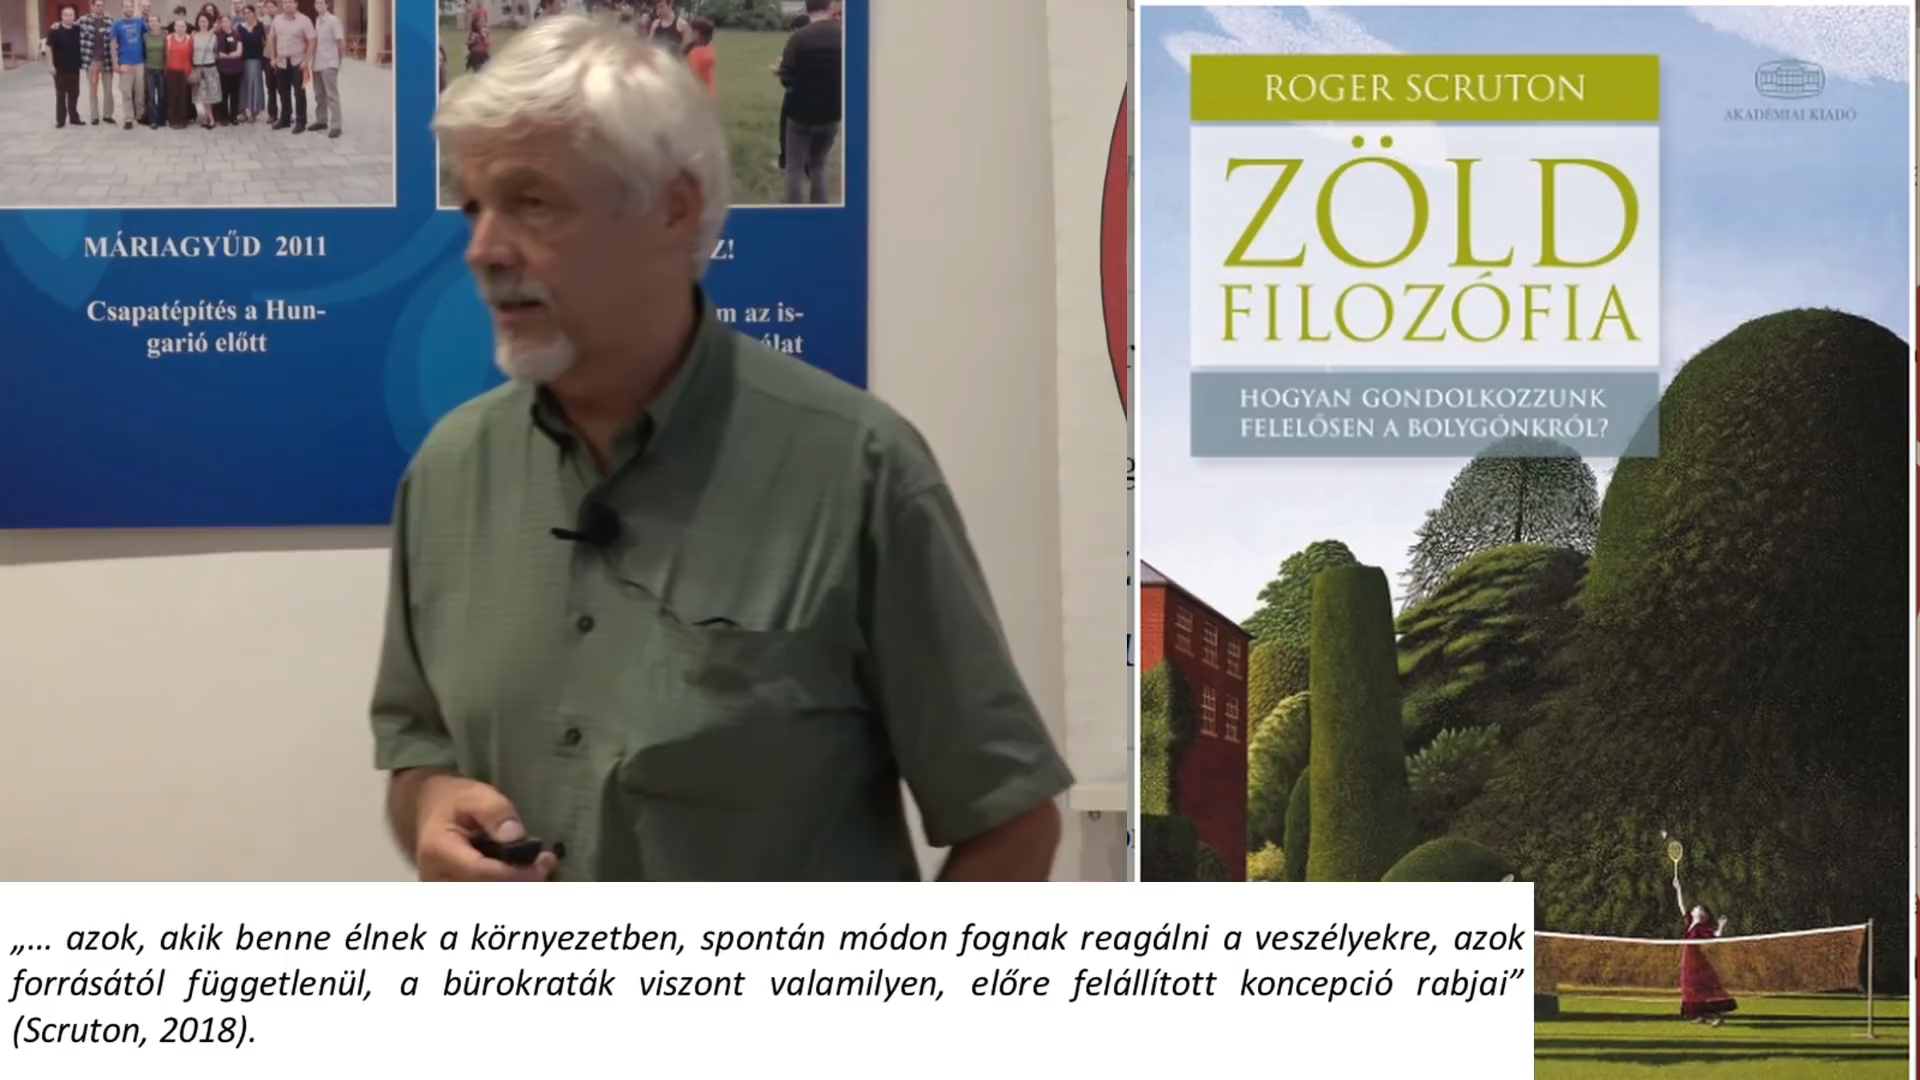 MÁRIAGYŰD 2011
Csapatépítés a Hun-
garió előtt
Z!
m az is-
álat
ROGER SCRUTON
AKADÉMIAI KIADÓ
ZÖLD
FILOZÓFIA
HOGYAN GONDOLKOZZUNK
FELELŐSEN A BOLYGÓNKRÓL?
„... azok, akik benne élnek a környezetben, spontán módon fognak reagálni a veszélyekre, azok
forrásától függetlenül, a bürokraták viszont valamilyen, előre felállított koncepció rabjai”
(Scruton, 2018).